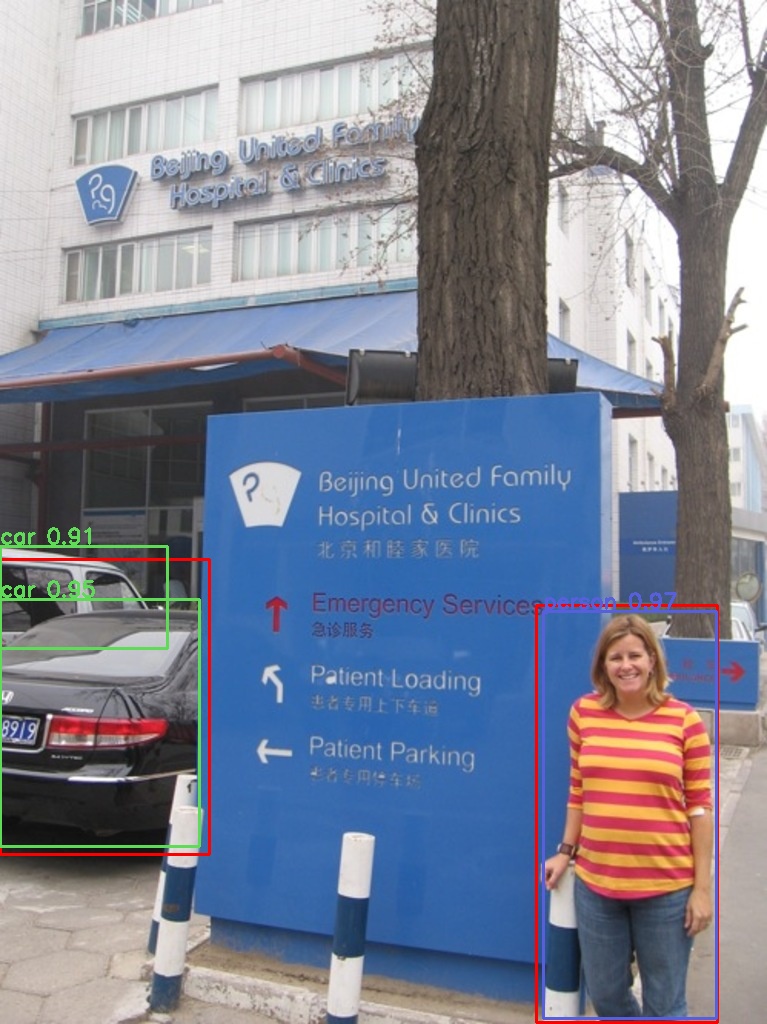 Beijing United Family
Hospital & Clinics
Beijing United Family
Hospital & Clinics
北京和睦家医院
Emergency Services
急诊服务
Patient Loading
患者专用上下车道
Patient Parking
患者专用停车场
car 0.91
car 0.95
person 0.97
8919
ACCORD